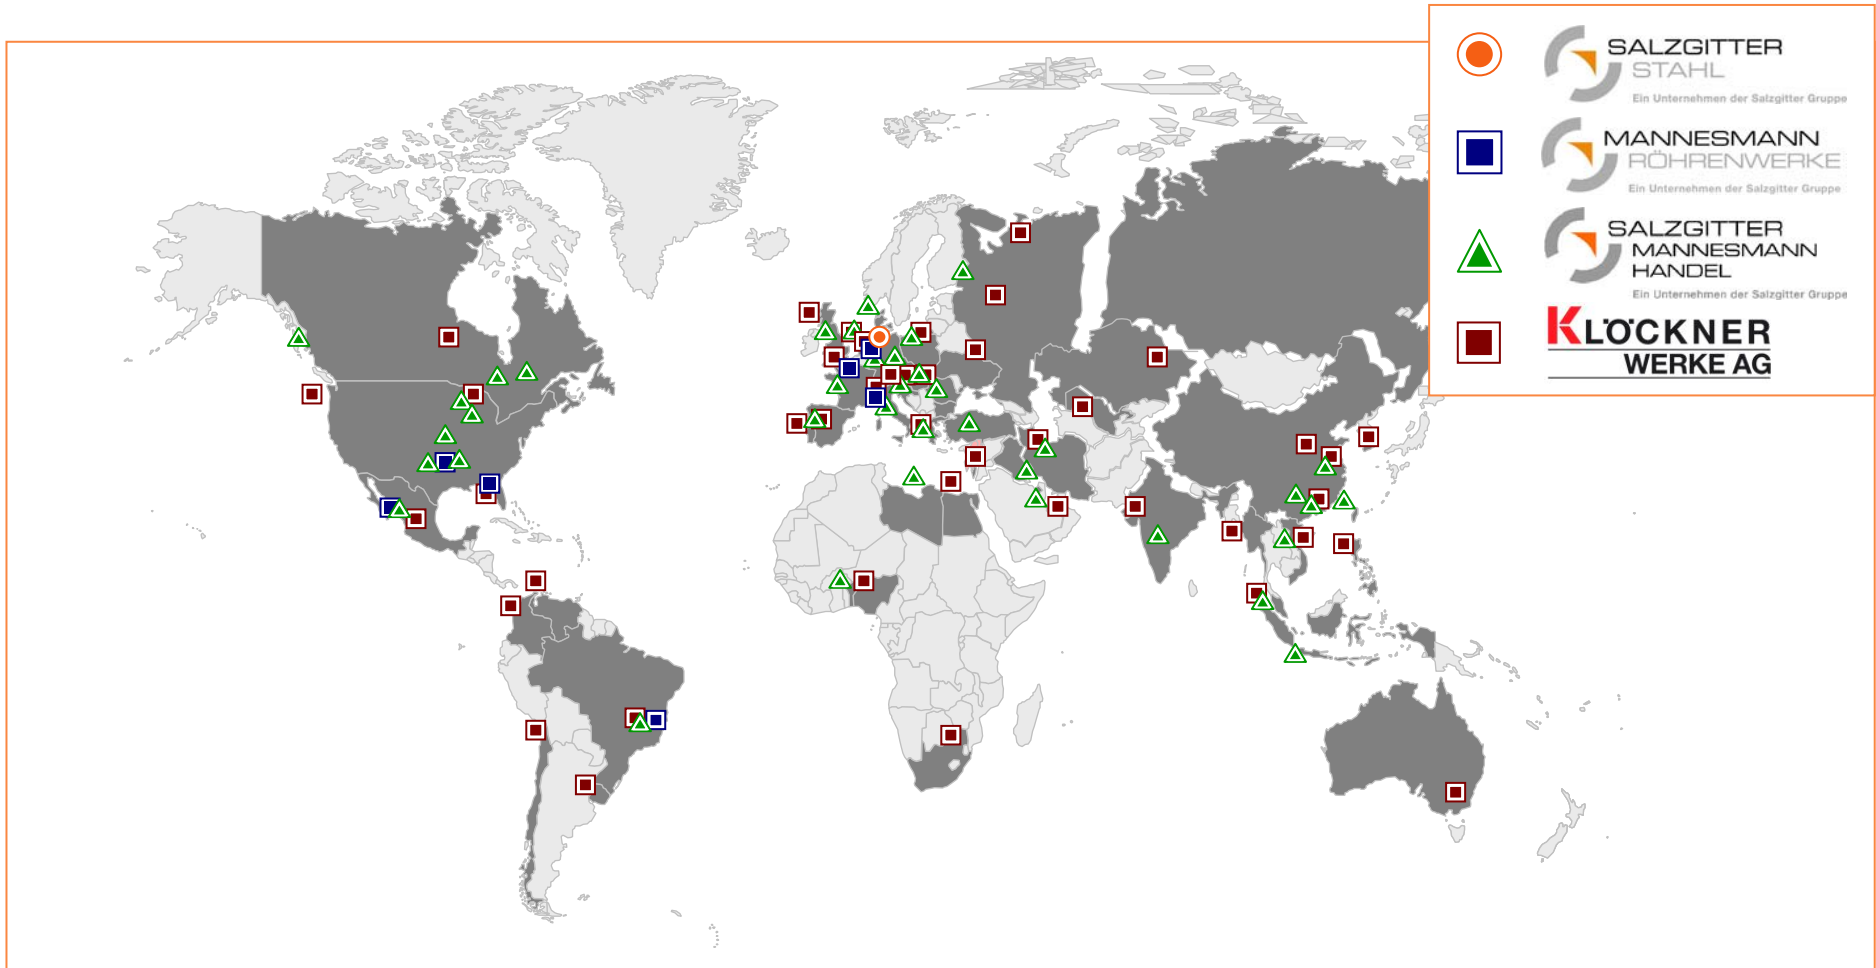 SALZGITTER
STAHL
Ein Unternehmen der Salzgitter Gruppe
MANNESMANN
RÖHRENWERKE
Ein Unternehmen der Salzgitter Gruppe
SALZGITTER
MANNESMANN
HANDEL
Ein Unternehmen der Salzgitter Gruppe
KLÖCKNER
WERKE AG